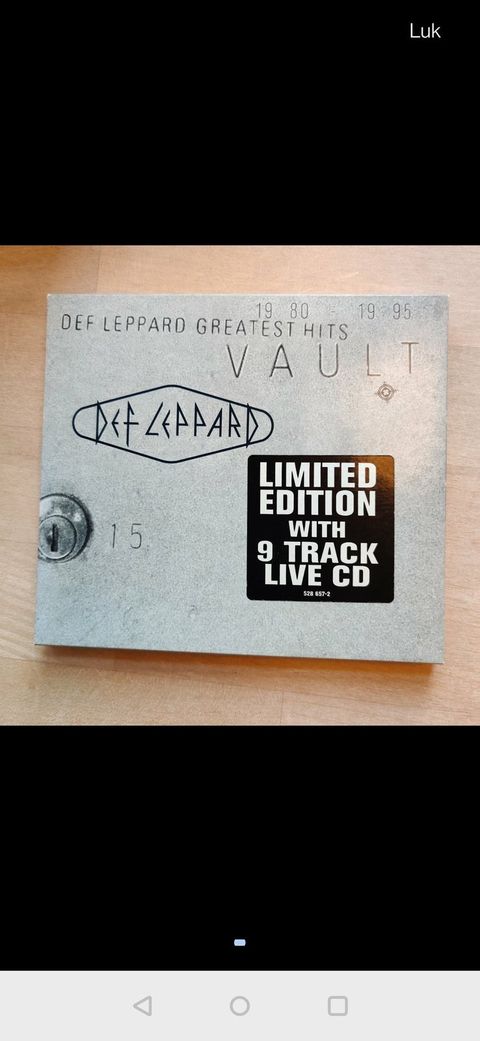 Luk
19 80 - 19 95
DEF LEPPARD GREATEST HITS
VAULT
DEF LEPPARD
15
LIMITED
EDITION
WITH
9 TRACK
LIVE CD
528 657-2